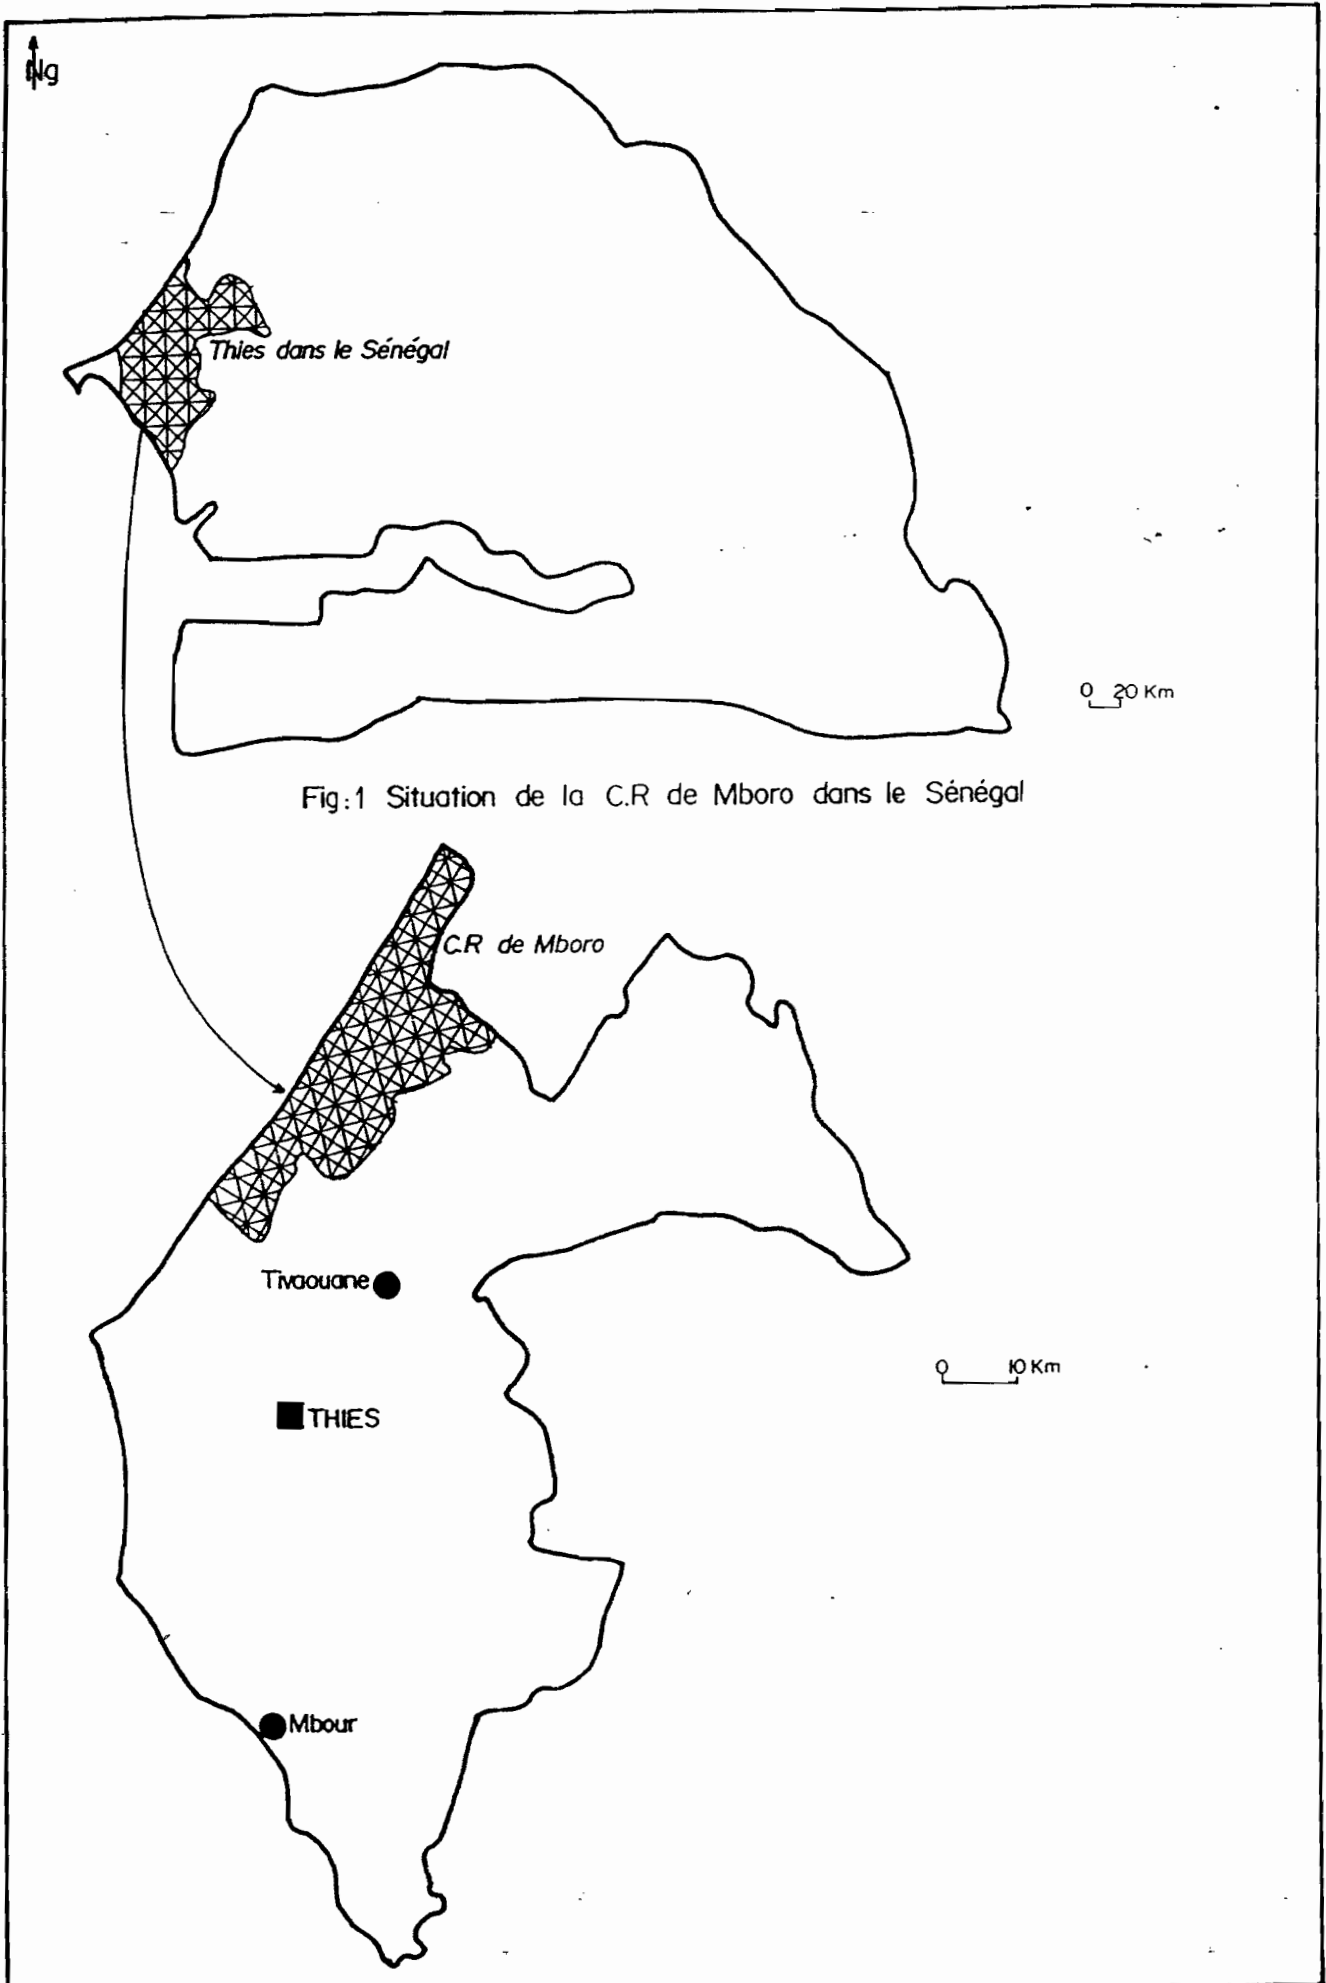 Ng
Thies dans le Sénégal
0 20 Km
Fig:1 Situation de la C.R de Mboro dans le Sénégal
C.R de Mboro
Tivaouane
0 10 Km
THIES
Mbour